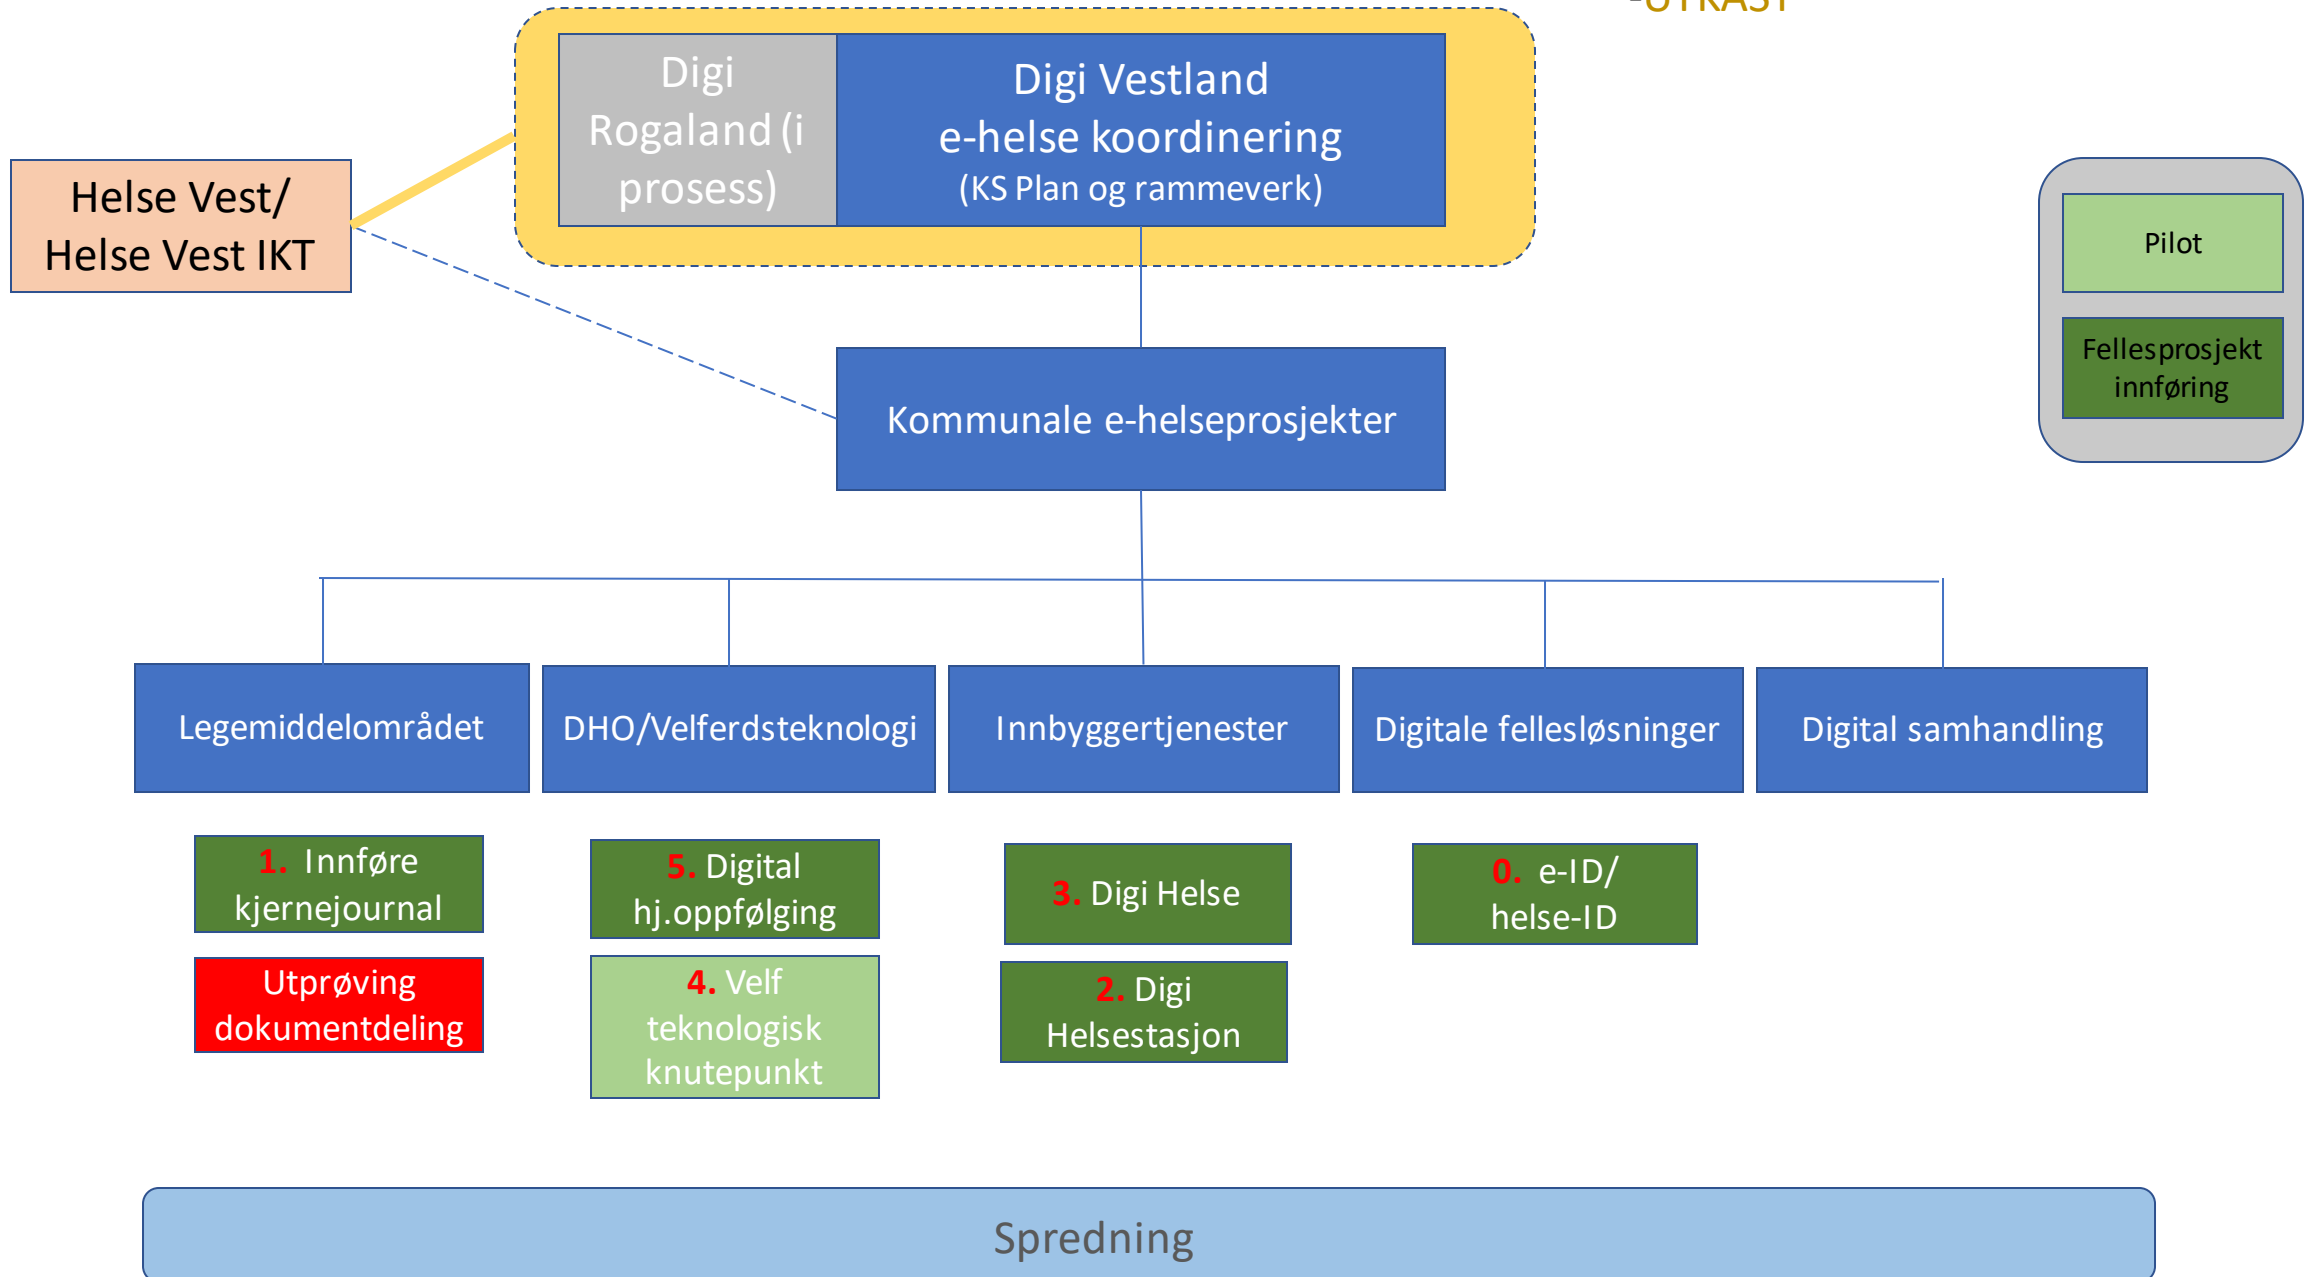 -UTKAST
Digi
Rogaland (i
prosess)
Digi Vestland
e-helse koordinering
(KS Plan og rammeverk)
Helse Vest/
Helse Vest IKT
Pilot
Fellesprosjekt
innføring
Kommunale e-helseprosjekter
Legemiddelområdet
DHO/Velferdsteknologi
Innbyggertjenester
Digitale fellesløsninger
Digital samhandling
1. Innføre
kjernejournal
Utprøving
dokumentdeling
5. Digital
hj.oppfølging
4. Velf
teknologisk
knutepunkt
3. Digi Helse
2. Digi
Helsestasjon
0. e-ID/
helse-ID
Spredning